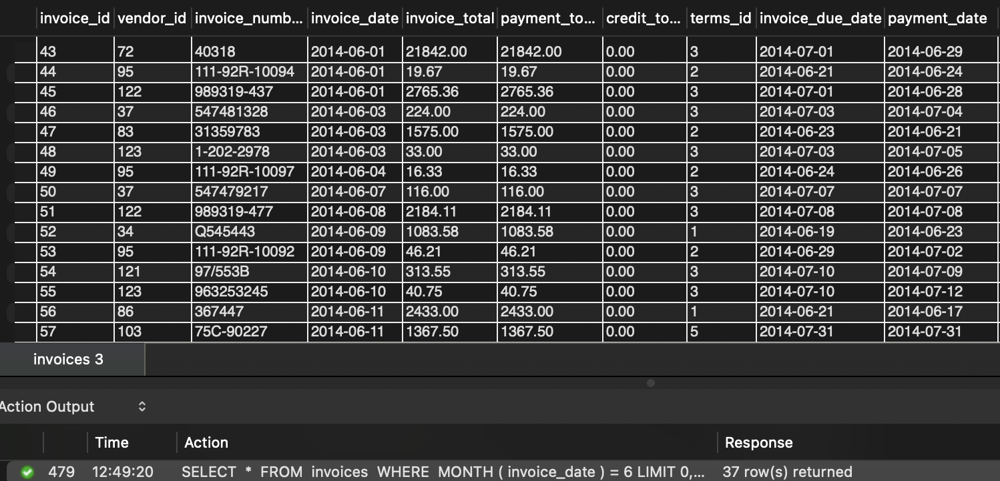 invoice_id vendor_id invoice_numb... invoice_date invoice_total payment_to... credit_to... terms_id invoice_due_date payment_date
43 72 40318 2014-06-01 21842.00 21842.00 0.00 3 2014-07-01 2014-06-29
44 95 111-92R-10094 2014-06-01 19.67 19.67 0.00 2 2014-06-21 2014-06-24
45 122 989319-437 2014-06-01 2765.36 2765.36 0.00 3 2014-07-01 2014-06-28
46 37 547481328 2014-06-03 224.00 224.00 0.00 3 2014-07-03 2014-07-04
47 83 31359783 2014-06-03 1575.00 1575.00 0.00 2 2014-06-23 2014-06-21
48 123 1-202-2978 2014-06-03 33.00 33.00 0.00 3 2014-07-03 2014-07-05
49 95 111-92R-10097 2014-06-04 16.33 16.33 0.00 2 2014-06-24 2014-06-26
50 37 547479217 2014-06-07 116.00 116.00 0.00 3 2014-07-07 2014-07-07
51 122 989319-477 2014-06-08 2184.11 2184.11 0.00 3 2014-07-08 2014-07-08
52 34 Q545443 2014-06-09 1083.58 1083.58 0.00 1 2014-06-19 2014-06-23
53 95 111-92R-10092 2014-06-09 46.21 46.21 0.00 2 2014-06-29 2014-07-02
54 121 97/553B 2014-06-10 313.55 313.55 0.00 3 2014-07-10 2014-07-09
55 123 963253245 2014-06-10 40.75 40.75 0.00 3 2014-07-10 2014-07-12
56 86 367447 2014-06-11 2433.00 2433.00 0.00 1 2014-06-21 2014-06-17
57 103 75C-90227 2014-06-11 1367.50 1367.50 0.00 5 2014-07-31 2014-07-31
invoices 3
Action Output
Time Action Response
479 12:49:20 SELECT * FROM invoices WHERE MONTH ( invoice_date ) = 6 LIMIT 0,... 37 row(s) returned